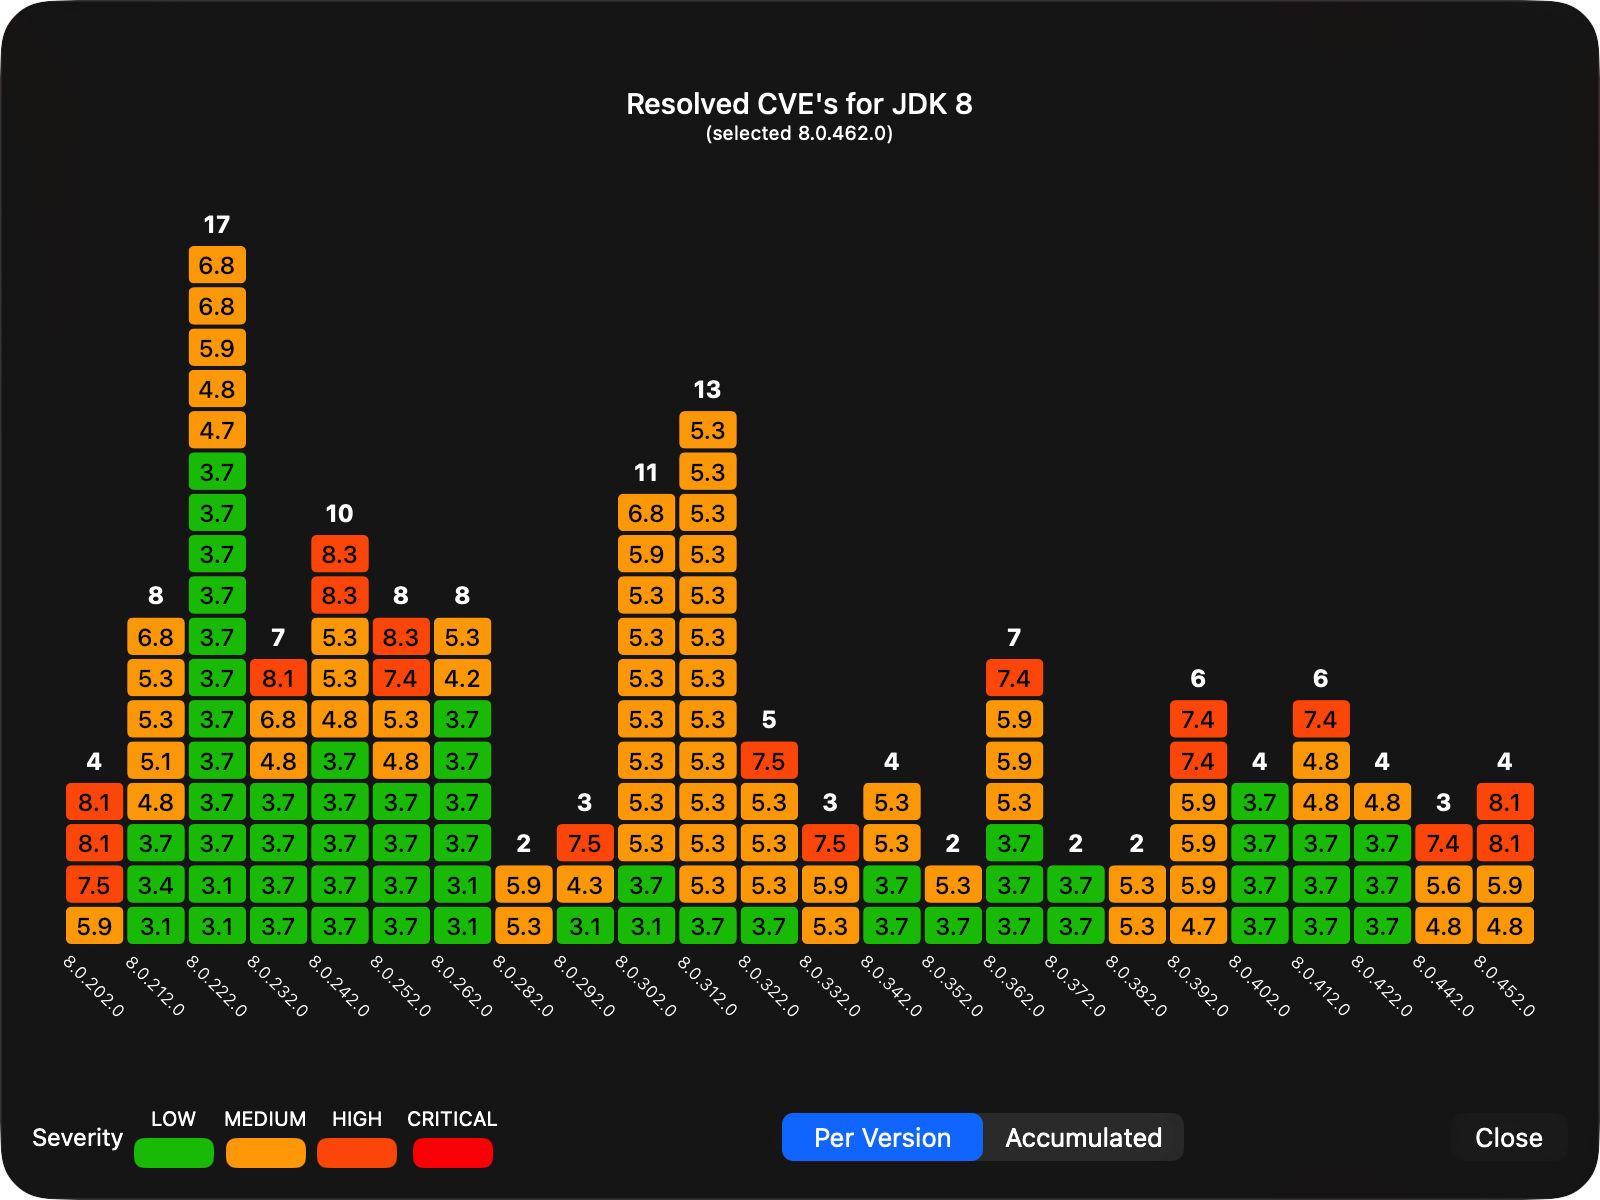 Resolved CVE's for JDK 8
(selected 8.0.462.0)
17
6.8
6.8
5.9
4.8
13
4.7 5.3
11
3.7 5.3
10
3.7 6.8 5.3
8.3 3.7 5.9 5.3
8 8 8
3.7 8.3 5.3 5.3
7 7
6.8 3.7 5.3 8.3 5.3 5.3 5.3
6 6
5.3 3.7 8.1 5.3 7.4 4.2 5.3 5.3 7.4
5
5.3 3.7 6.8 4.8 5.3 3.7 5.3 5.3 5.9 7.4 7.4
4 4 4 4 4
5.1 3.7 4.8 3.7 4.8 3.7 5.3 5.3 7.5 5.9 7.4 4.8
3 3 3
8.1 4.8 3.7 3.7 3.7 3.7 3.7 5.3 5.3 5.3 5.3 5.3 5.9 3.7 4.8 4.8 8.1
2 2 2 2
8.1 3.7 3.7 3.7 3.7 3.7 3.7 7.5 5.3 5.3 5.3 7.5 5.3 3.7 5.9 3.7 3.7 3.7 7.4 8.1
7.5 3.4 3.1 3.7 3.7 3.7 3.1 5.9 4.3 3.7 5.3 5.3 5.9 3.7 5.3 3.7 3.7 5.3 5.9 3.7 3.7 3.7 5.6 5.9
5.9 3.1 3.1 3.7 3.7 3.7 3.1 5.3 3.1 3.1 3.7 3.7 5.3 3.7 3.7 3.7 3.7 5.3 4.7 3.7 3.7 3.7 4.8 4.8
8.0.202.0 8.0.212.0 8.0.222.0 8.0.232.0 8.0.242.0 8.0.252.0 8.0.262.0 8.0.282.0 8.0.292.0 8.0.302.0 8.0.312.0 8.0.322.0 8.0.332.0 8.0.342.0 8.0.352.0 8.0.362.0 8.0.372.0 8.0.382.0 8.0.392.0 8.0.402.0 8.0.412.0 8.0.422.0 8.0.442.0 8.0.452.0
LOW MEDIUM HIGH CRITICAL
Severity Per Version Accumulated Close